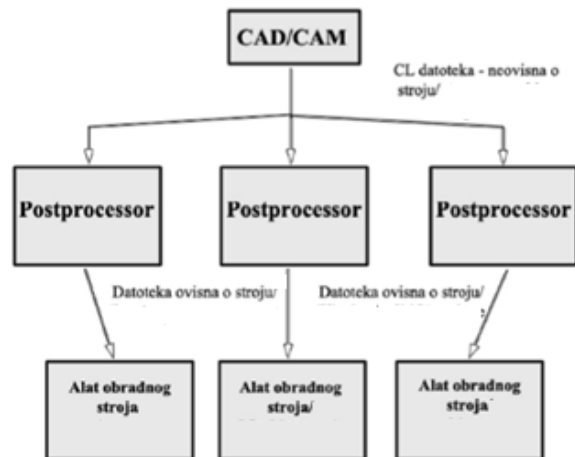 CAD/CAM
CL datoteka - neovisna o
stroju/
Postprocessor
Postprocessor
Postprocessor
Datoteka ovisna o stroju/
Datoteka ovisna o stroju/
Alat obradnog
stroja
Alat obradnog
stroja/
Alat obradnog
stroja